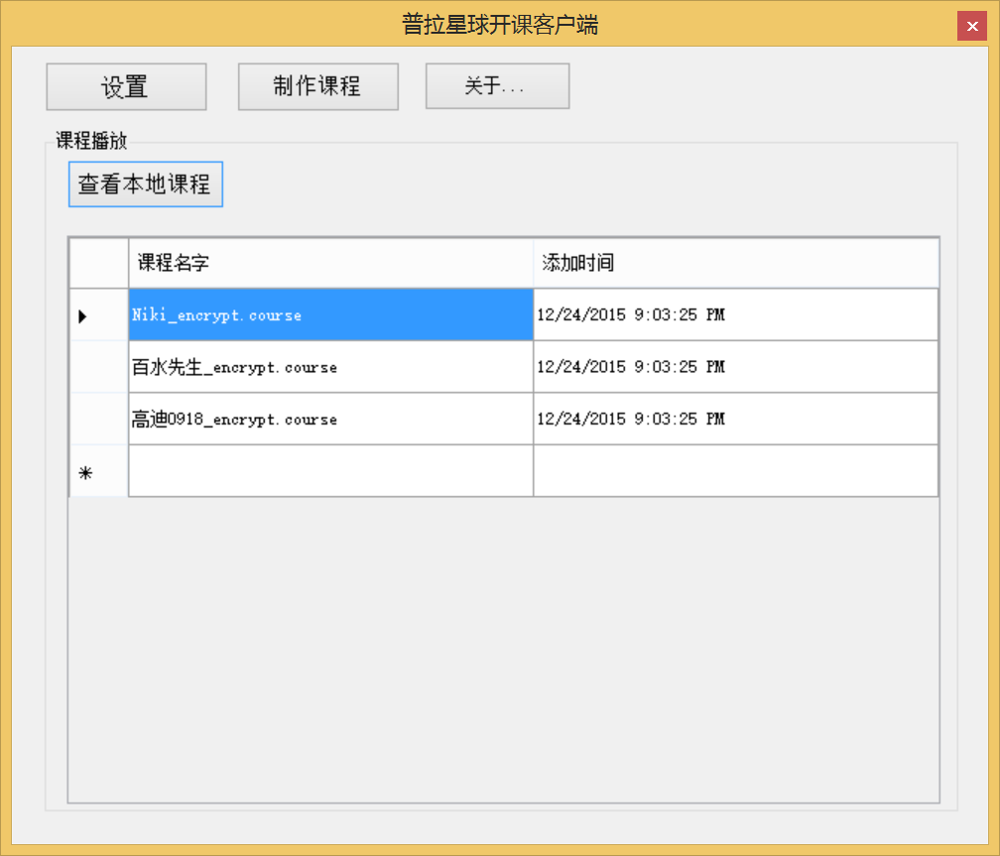 普拉星球开课客户端
设置 制作课程 关于...
课程播放
查看本地课程
课程名字 添加时间
Niki_encrypt.course 12/24/2015 9:03:25 PM
百水先生_encrypt.course 12/24/2015 9:03:25 PM
高迪0918_encrypt.course 12/24/2015 9:03:25 PM